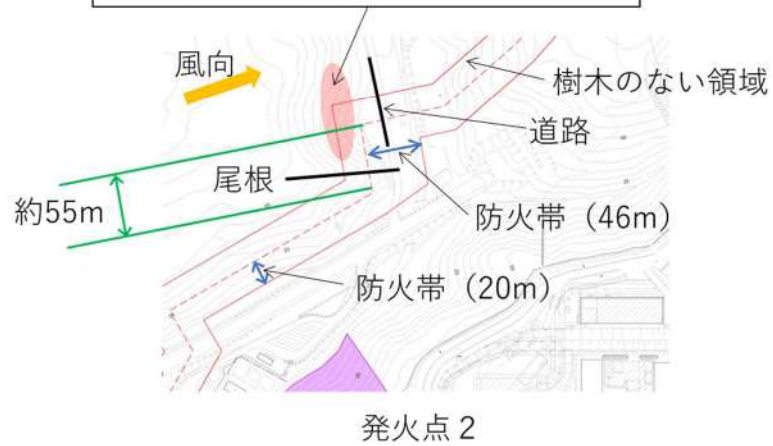 風向
樹木のない領域
道路
尾根
約55m
防火帯（46m）
防火帯（20m）
発火点２